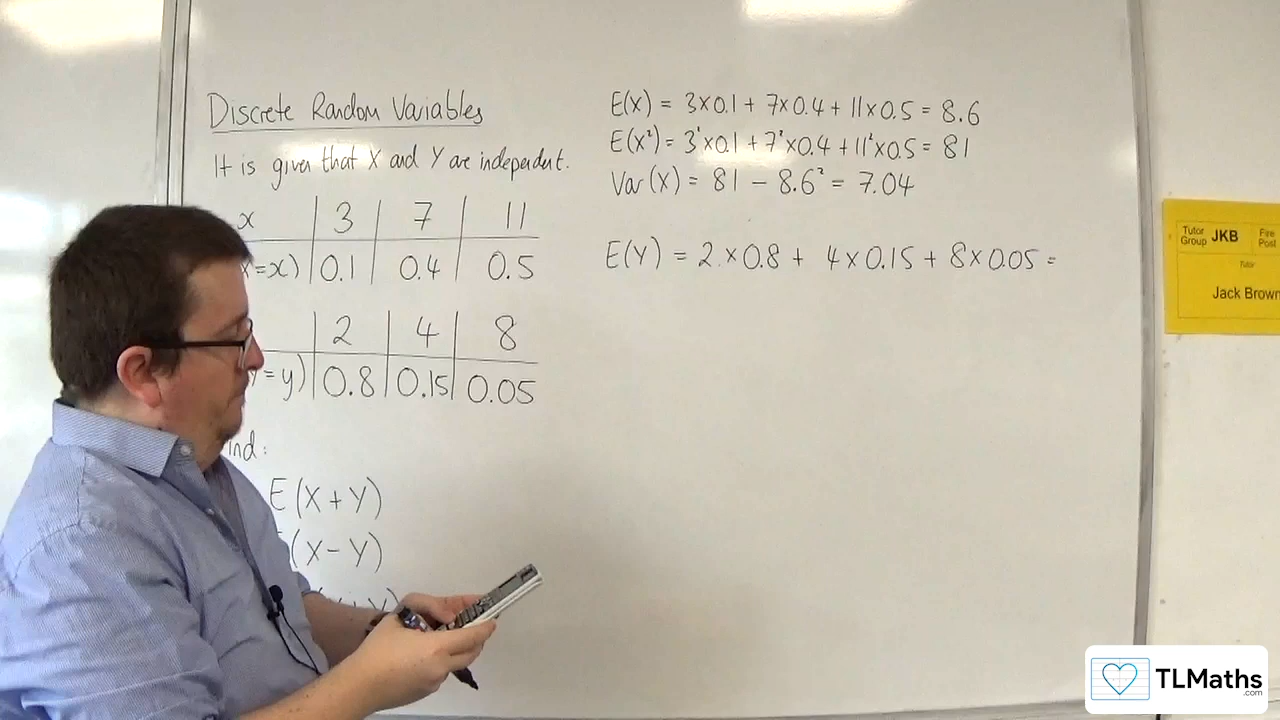 Discrete Random Variables
It is given that X and Y are independent.
x 3 7 11
=x) 0.1 0.4 0.5
2 4 8
=y) 0.8 0.15 0.05
ind:
E(X+Y)
(X-Y)
E(X) = 3×0.1 + 7×0.4 + 11×0.5 = 8.6
E(X²) = 3²×0.1 + 7²×0.4 + 11²×0.5 = 81
Var(X) = 81 - 8.6² = 7.04
E(Y) = 2×0.8 + 4×0.15 + 8×0.05 =
Tutor Group JKB
Fire Post
Tutor
Jack Brown
TLMaths
.com